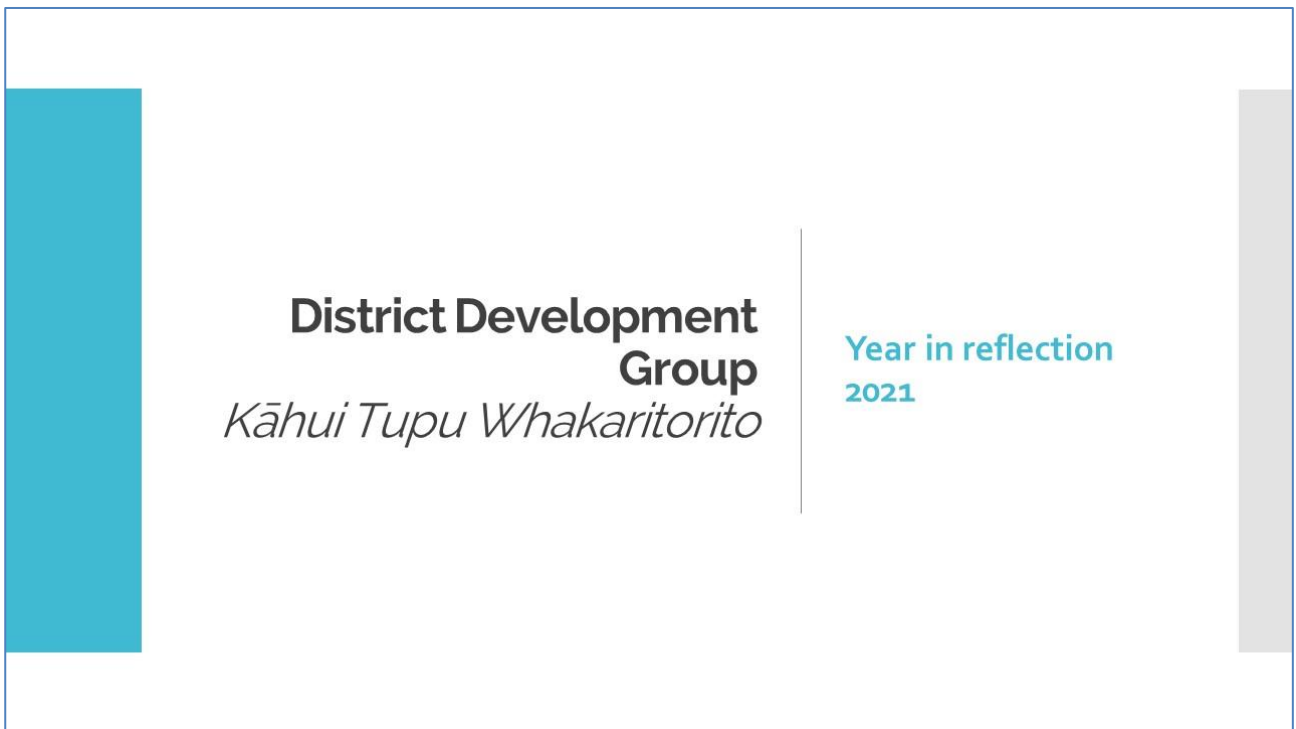 District Development
Group
Kāhui Tupu Whakaritorito
Year in reflection
2021